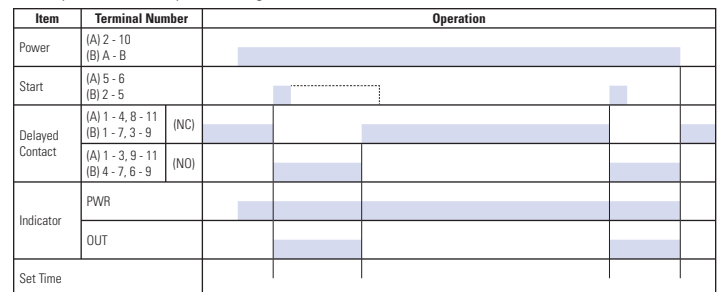 Item Terminal Number Operation
Power (A) 2 - 10
(B) A - B
Start (A) 5 - 6
(B) 2 - 5
Delayed Contact (A) 1 - 4, 8 - 11
(B) 1 - 7, 3 - 9 (NC)
(A) 1 - 3, 9 - 11
(B) 4 - 7, 6 - 9 (NO)
Indicator PWR
OUT
Set Time